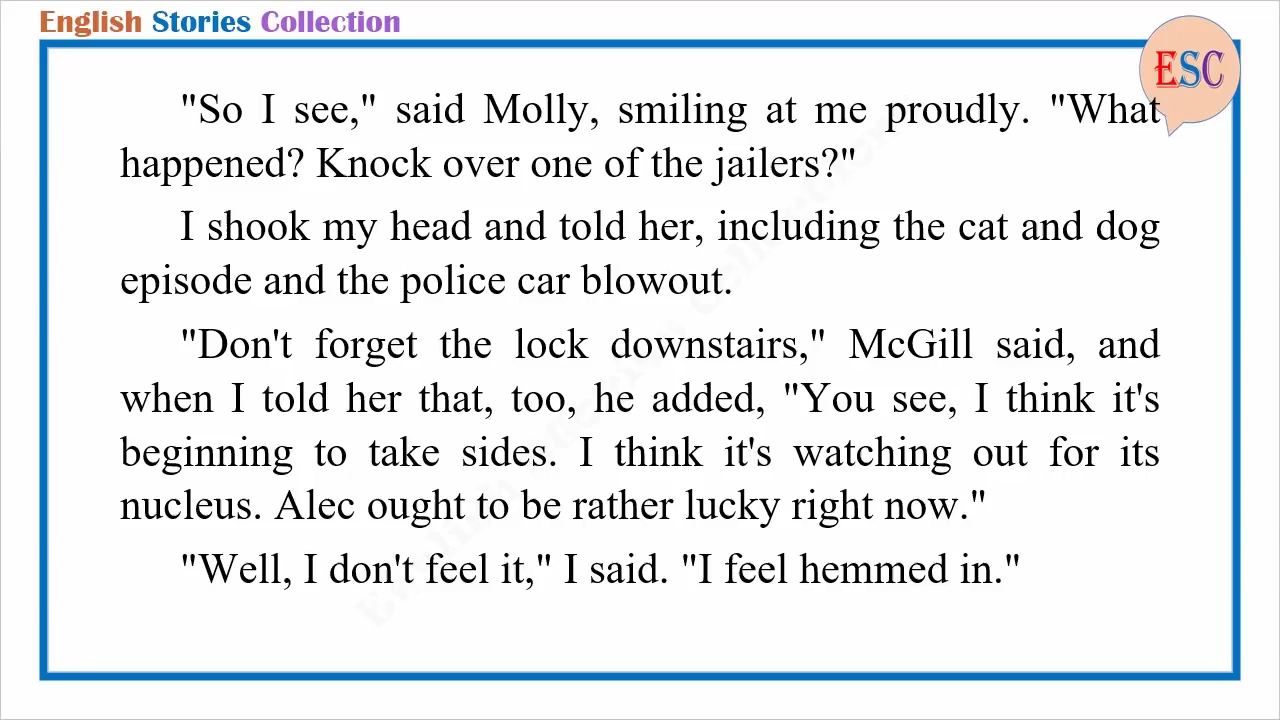 English Stories Collection
ESC
"So I see," said Molly, smiling at me proudly. "What
happened? Knock over one of the jailers?"
I shook my head and told her, including the cat and dog
episode and the police car blowout.
"Don't forget the lock downstairs," McGill said, and
when I told her that, too, he added, "You see, I think it's
beginning to take sides. I think it's watching out for its
nucleus. Alec ought to be rather lucky right now."
"Well, I don't feel it," I said. "I feel hemmed in."